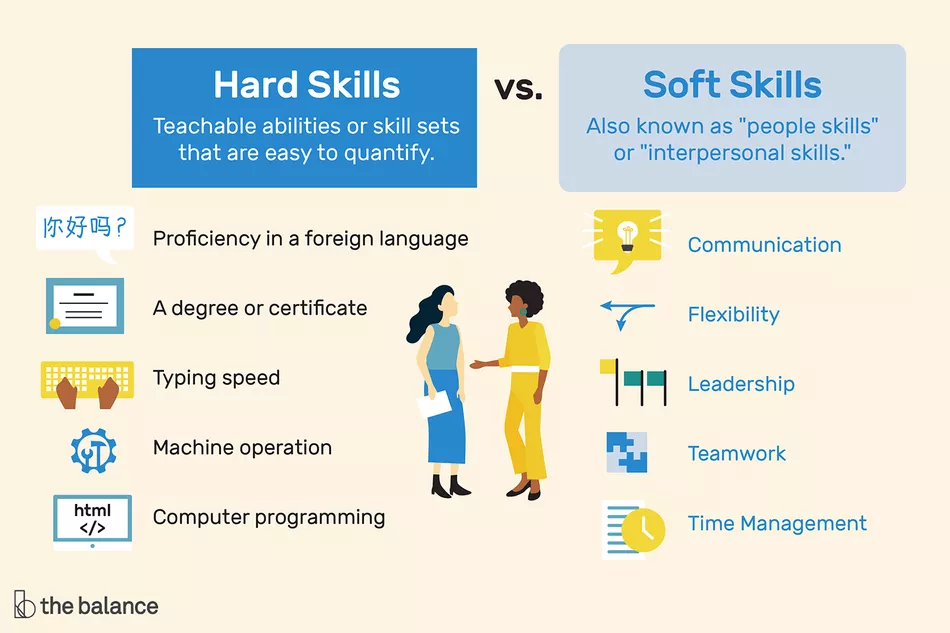 Hard Skills
Teachable abilities or skill sets
that are easy to quantify.
vs.
Soft Skills
Also known as "people skills"
or "interpersonal skills."
你好吗?
Proficiency in a foreign language
A degree or certificate
Typing speed
Machine operation
html
</>
Computer programming
Communication
Flexibility
Leadership
Teamwork
Time Management
the balance